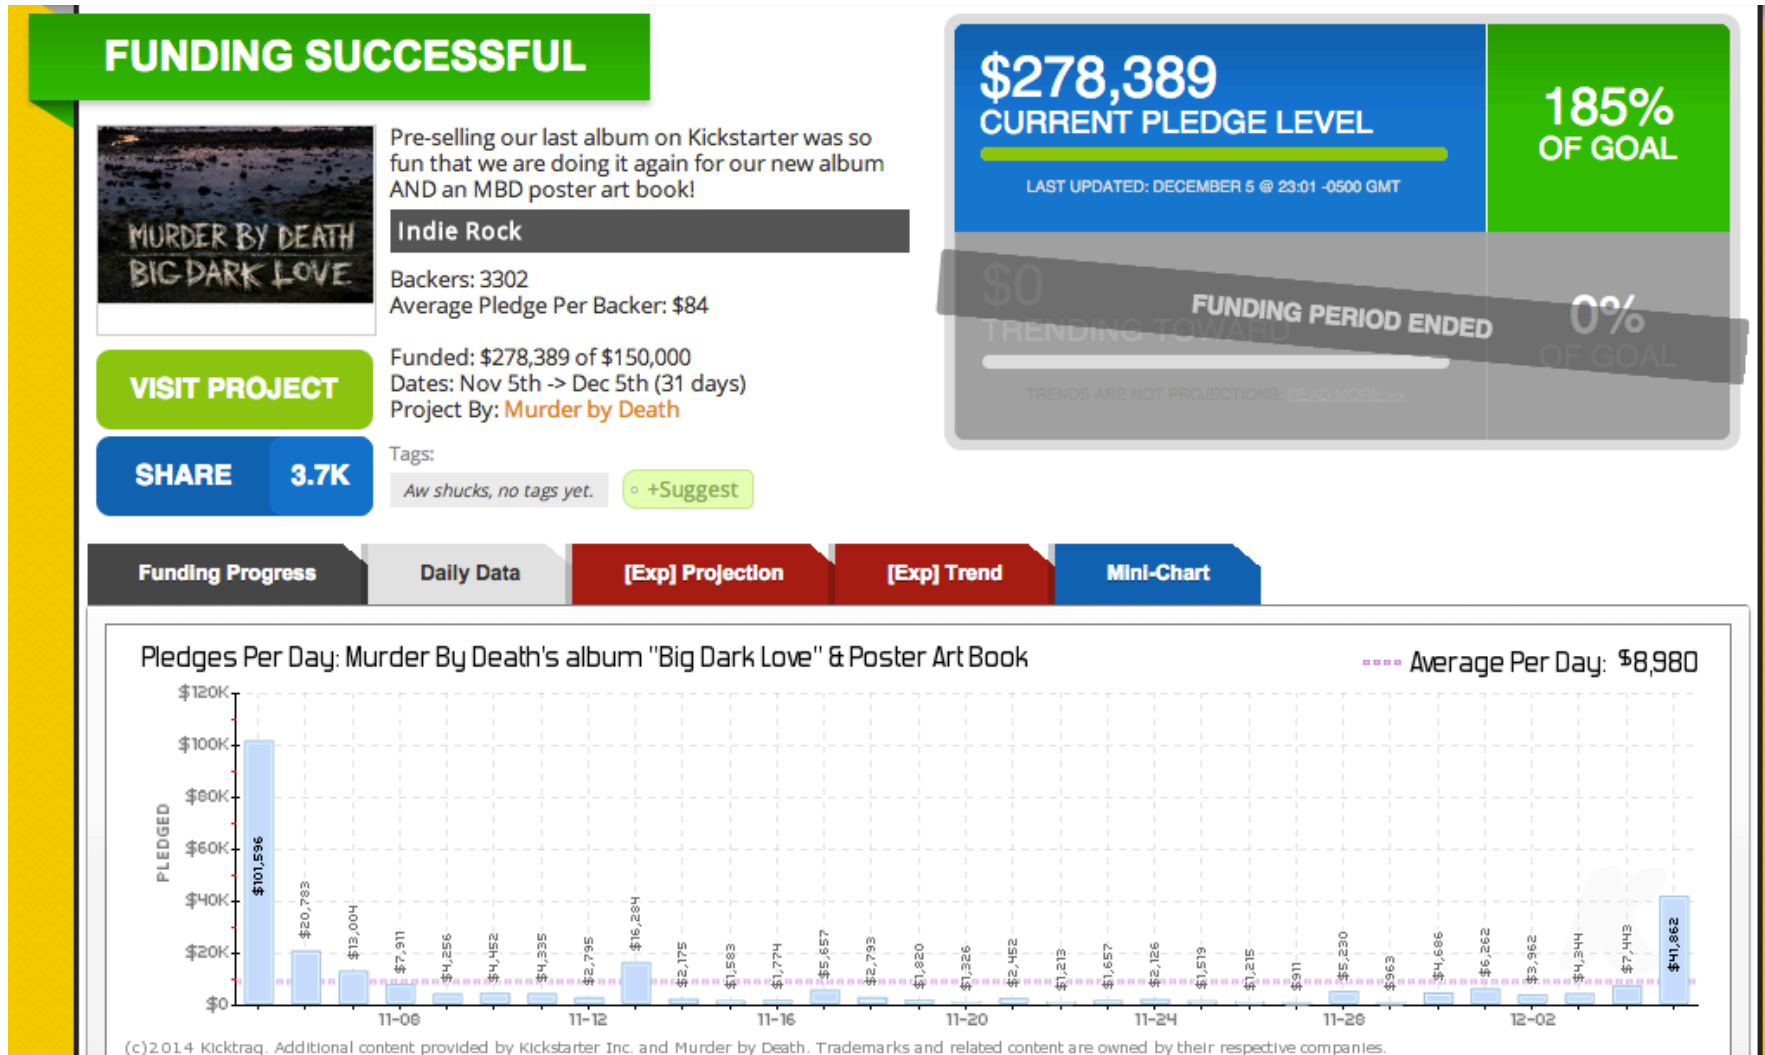 FUNDING SUCCESSFUL
$278,389
CURRENT PLEDGE LEVEL
LAST UPDATED: DECEMBER 5 @ 23:01 -0500 GMT
185%
OF GOAL
$0
TRENDING TOWARD
0%
OF GOAL
FUNDING PERIOD ENDED
TRENDS ARE NOT PROJECTIONS. READ MORE >>
MURDER BY DEATH
BIG DARK LOVE
Pre-selling our last album on Kickstarter was so
fun that we are doing it again for our new album
AND an MBD poster art book!
Indie Rock
Backers: 3302
Average Pledge Per Backer: $84
Funded: $278,389 of $150,000
Dates: Nov 5th -> Dec 5th (31 days)
Project By: Murder by Death
VISIT PROJECT
SHARE 3.7K
Tags:
Aw shucks, no tags yet. +Suggest
Funding Progress Daily Data [Exp] Projection [Exp] Trend Mini-Chart
Pledges Per Day: Murder By Death's album "Big Dark Love" & Poster Art Book
Average Per Day: $8,980
PLEDGED
$120K
$100K
$80K
$60K
$40K
$20K
$0
$101,596
$20,783
$13,004
$7,911
$4,256
$4,452
$4,335
$2,795
$16,284
$2,175
$1,583
$1,774
$5,657
$2,793
$1,820
$1,326
$2,452
$1,213
$1,657
$2,126
$1,519
$1,215
$911
$5,230
$963
$4,686
$6,262
$3,962
$4,344
$7,443
$41,862
11-08 11-12 11-16 11-20 11-24 11-28 12-02
(c)2014 Kicktraq. Additional content provided by Kickstarter Inc. and Murder by Death. Trademarks and related content are owned by their respective companies.